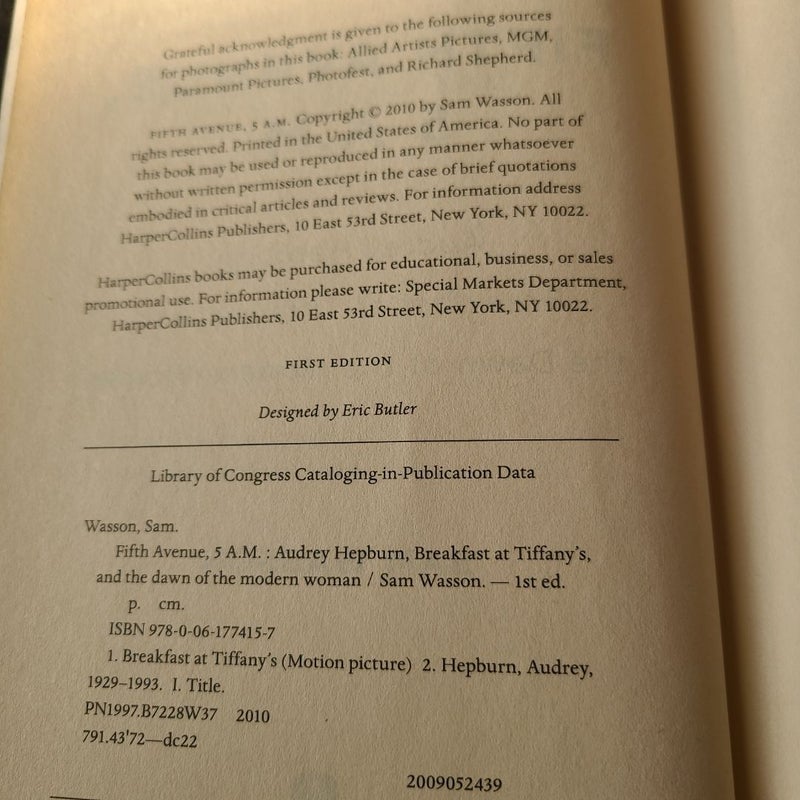 Grateful acknowledgment is given to the following sources
for photographs in this book: Allied Artists Pictures, MGM,
Paramount Pictures, Photofest, and Richard Shepherd.
FIFTH AVENUE, 5 A.M. Copyright © 2010 by Sam Wasson. All
rights reserved. Printed in the United States of America. No part of
this book may be used or reproduced in any manner whatsoever
without written permission except in the case of brief quotations
embodied in critical articles and reviews. For information address
HarperCollins Publishers, 10 East 53rd Street, New York, NY 10022.
HarperCollins books may be purchased for educational, business, or sales
promotional use. For information please write: Special Markets Department,
HarperCollins Publishers, 10 East 53rd Street, New York, NY 10022.
FIRST EDITION
Designed by Eric Butler
Library of Congress Cataloging-in-Publication Data
Wasson, Sam.
Fifth Avenue, 5 A.M. : Audrey Hepburn, Breakfast at Tiffany's,
and the dawn of the modern woman / Sam Wasson. — 1st ed.
p. cm.
ISBN 978-0-06-177415-7
1. Breakfast at Tiffany's (Motion picture) 2. Hepburn, Audrey,
1929–1993. I. Title.
PN1997.B7228W37 2010
791.43'72—dc22
2009052439